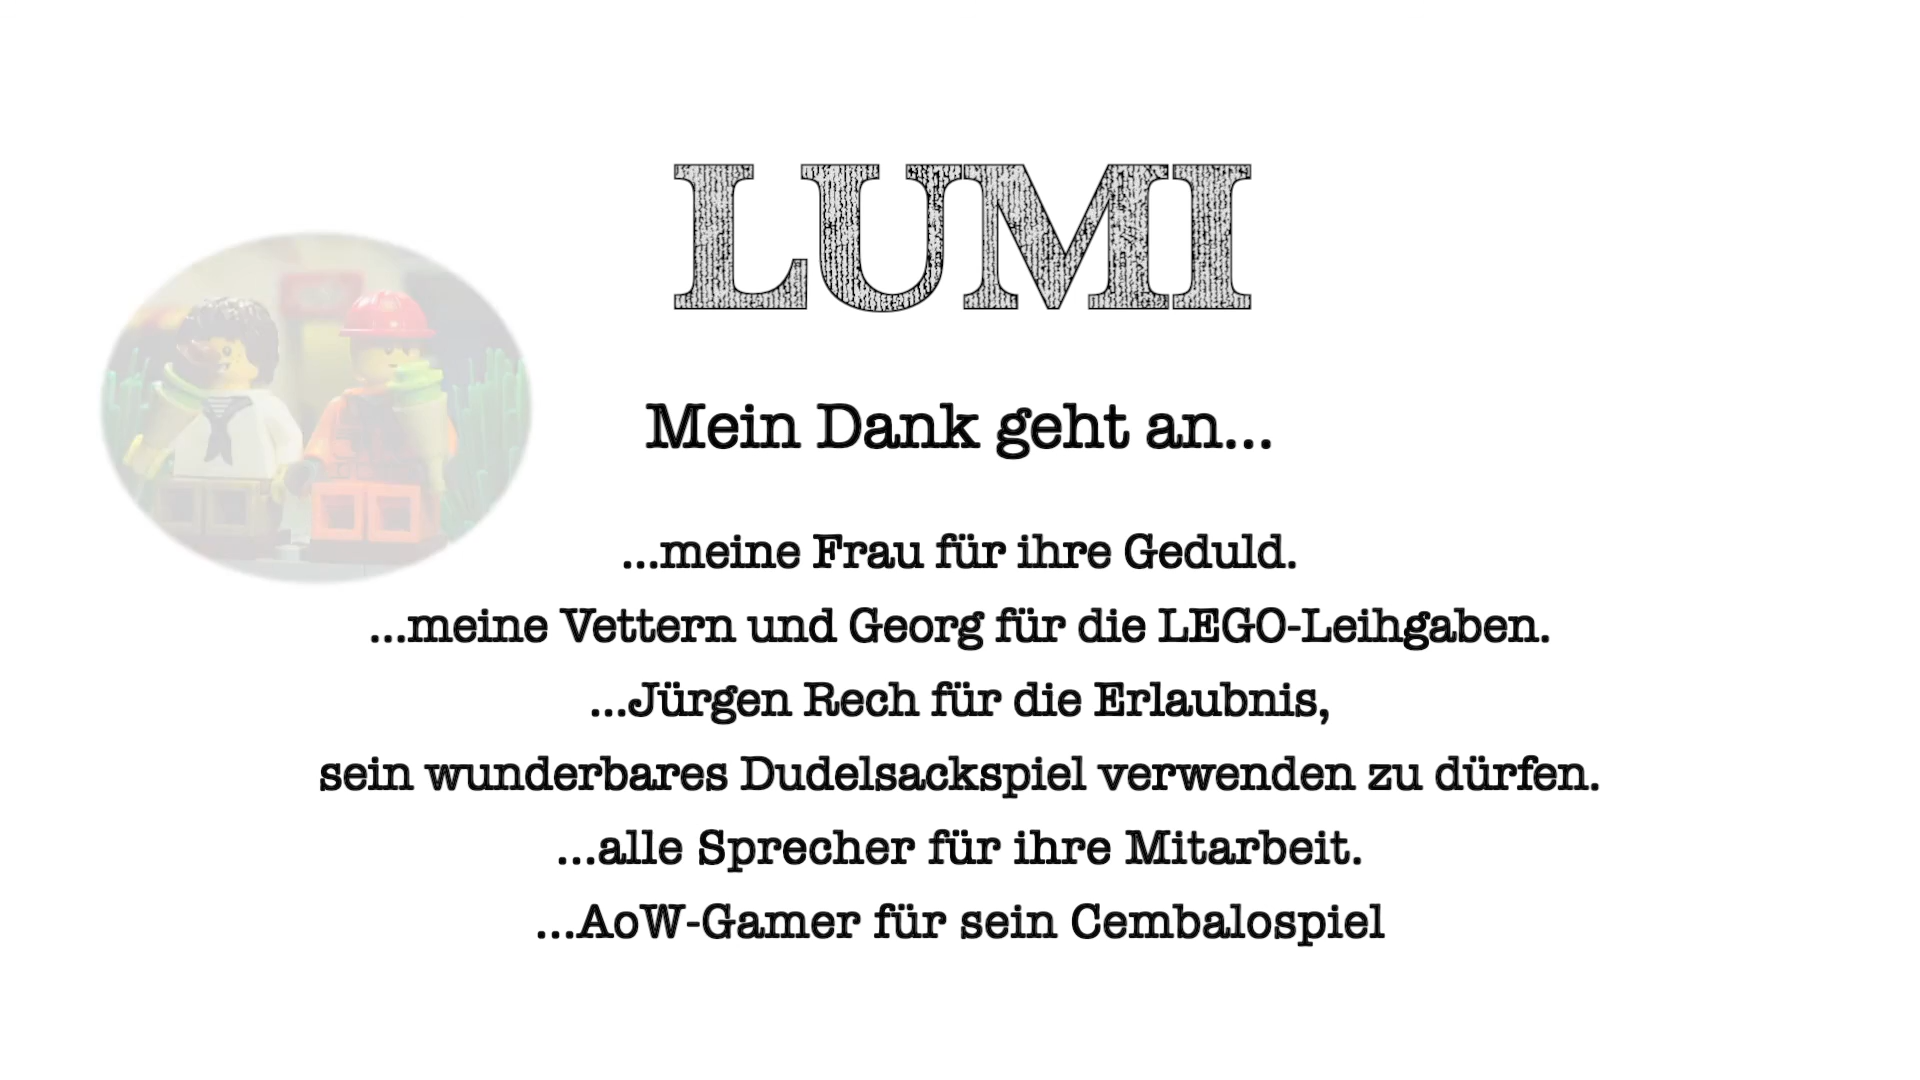 LUMI
Mein Dank geht an...
...meine Frau für ihre Geduld.
...meine Vettern und Georg für die LEGO-Leihgaben.
...Jürgen Rech für die Erlaubnis,
sein wunderbares Dudelsackspiel verwenden zu dürfen.
...alle Sprecher für ihre Mitarbeit.
...AoW-Gamer für sein Cembalospiel